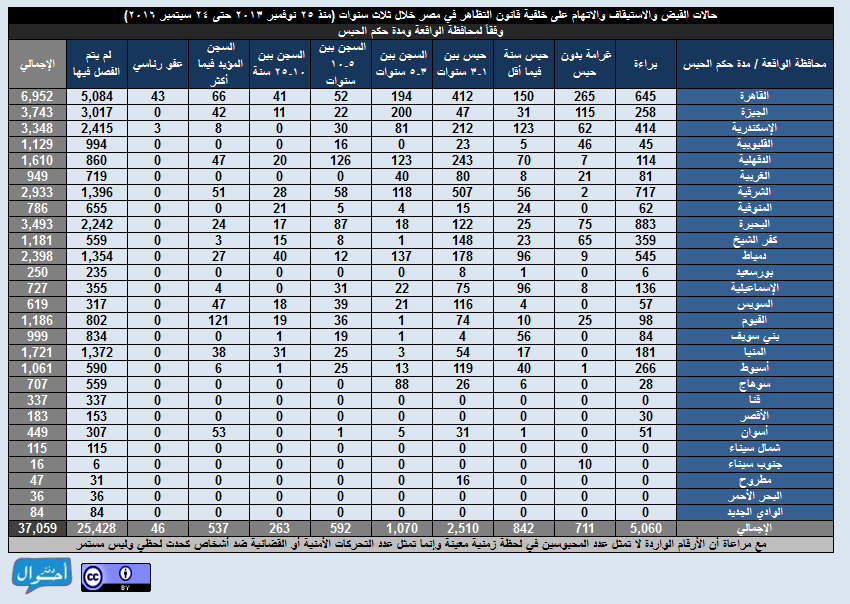 حالات القبض والاستيقاف والاتهام على خلفية قانون التظاهر في مصر خلال ثلاث سنوات (منذ ٢٥ نوفمبر ٢٠١٣ حتى ٢٤ سبتمبر ٢٠١٦)
وفقاً لمحافظة الواقعة ومدة حكم الحبس
محافظة الواقعة / مدة حكم الحبس | براءة | غرامة بدون حبس | حبس سنة فيما أقل | حبس بين ١-٣ سنوات | السجن بين ٣-٥ سنوات | السجن بين ٥-١٠ سنوات | السجن بين ١٠-٢٥ سنة | السجن المؤبد فيما أكثر | عفو رئاسي | لم يتم الفصل فيها | الإجمالي
القاهرة 645 265 150 412 194 52 41 66 43 5,084 6,952
الجيزة 258 115 31 47 200 22 11 42 0 3,017 3,743
الإسكندرية 414 62 123 212 81 30 0 8 3 2,415 3,348
القليوبية 45 46 5 23 0 16 0 0 0 994 1,129
الدقهلية 114 7 70 243 123 126 20 47 0 860 1,610
الغربية 81 21 8 80 40 0 0 0 0 719 949
الشرقية 717 2 56 507 118 58 28 51 0 1,396 2,933
المنوفية 62 0 24 15 4 5 21 0 0 655 786
البحيرة 883 75 25 122 18 87 17 24 0 2,242 3,493
كفر الشيخ 359 65 23 148 1 8 15 3 0 559 1,181
دمياط 545 9 96 178 137 12 40 27 0 1,354 2,398
بورسعيد 6 0 1 8 0 0 0 0 0 235 250
الإسماعيلية 136 8 96 75 22 31 0 4 0 355 727
السويس 57 0 4 116 21 39 18 47 0 317 619
الفيوم 98 25 10 74 1 36 19 121 0 802 1,186
بني سويف 84 0 56 4 1 19 1 0 0 834 999
المنيا 181 0 17 54 3 25 31 38 0 1,372 1,721
أسيوط 266 1 40 119 13 25 1 6 0 590 1,061
سوهاج 28 0 6 26 88 0 0 0 0 559 707
قنا 0 0 0 0 0 0 0 0 0 337 337
الأقصر 30 0 0 0 0 0 0 0 0 153 183
أسوان 51 0 1 31 5 1 0 53 0 307 449
شمال سيناء 0 0 0 0 0 0 0 0 0 115 115
جنوب سيناء 0 10 0 0 0 0 0 0 0 6 16
مطروح 0 0 0 16 0 0 0 0 0 31 47
البحر الأحمر 0 0 0 0 0 0 0 0 0 36 36
الوادي الجديد 0 0 0 0 0 0 0 0 0 84 84
الإجمالي 5,060 711 842 2,510 1,070 592 263 537 46 25,428 37,059
مع مراعاة أن الأرقام الواردة لا تمثل عدد المحبوسين في لحظة زمنية معينة وإنما تمثل عدد التحركات الأمنية أو القضائية ضد أشخاص كحدث لحظي وليس مستمر
دفتر أحوال
cc BY